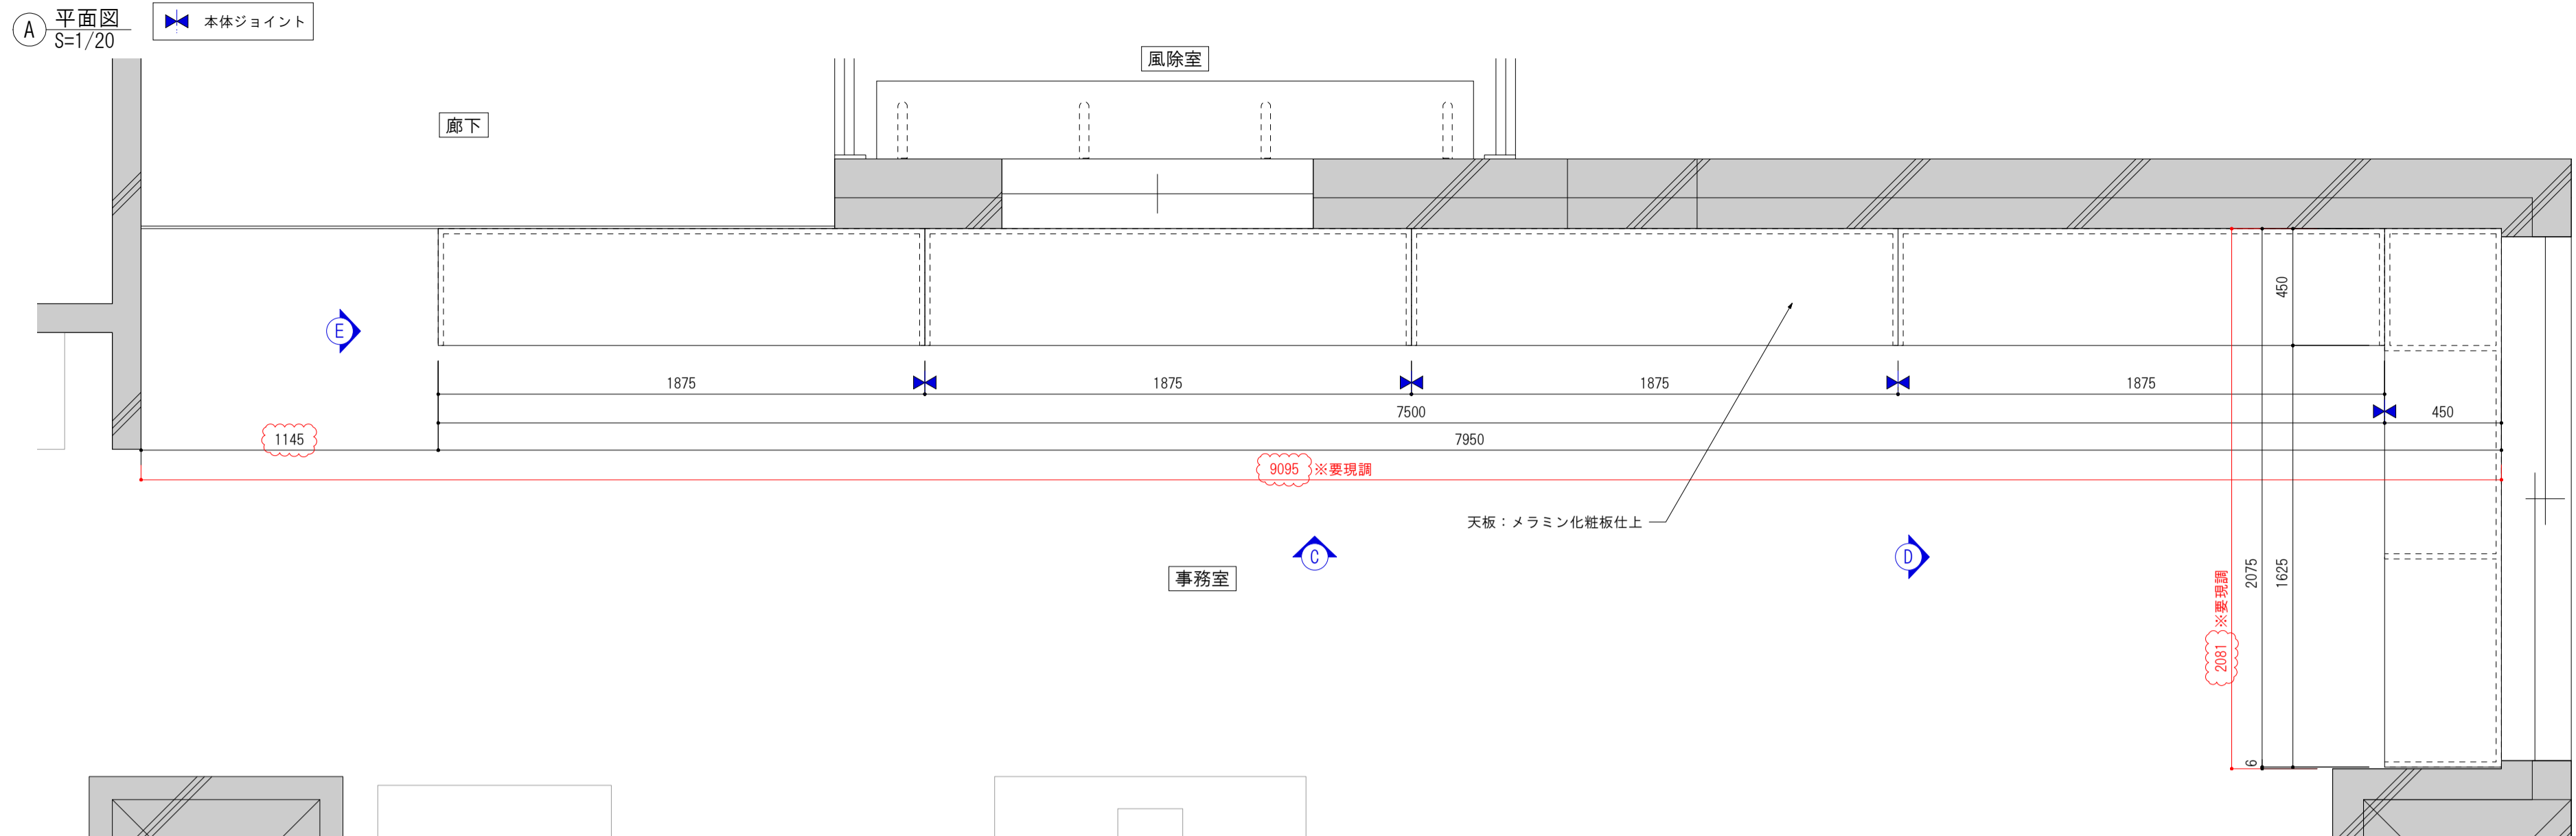 A 平面図
S=1/20
本体ジョイント
風除室
廊下
450
E
1875 1875 1875 1875
7500 450
1145 7950
9095 ※要現調
天板：メラミン化粧板仕上
C D
事務室
2081 ※要現調
2075
1625
6